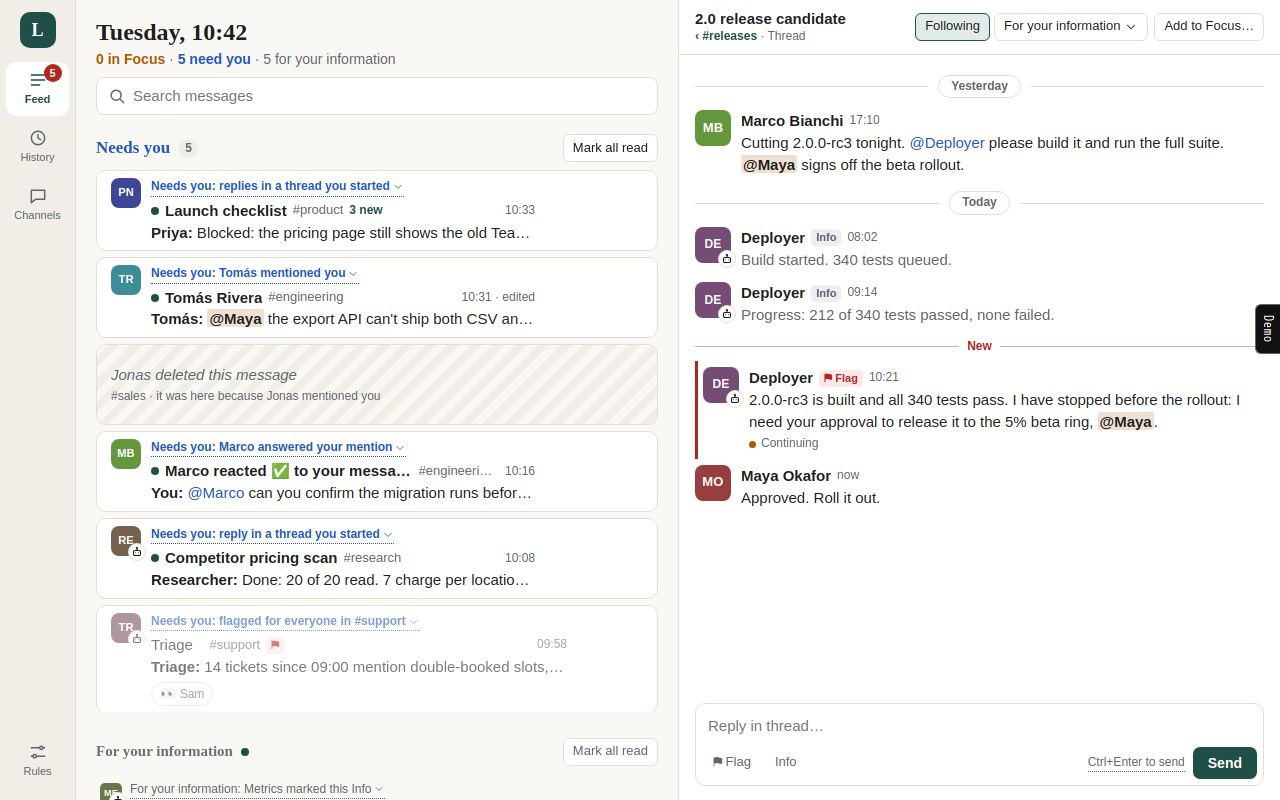 L
5
Feed
History
Channels
Rules
Tuesday, 10:42
0 in Focus · 5 need you · 5 for your information
Search messages
Needs you 5 Mark all read
PN Needs you: replies in a thread you started
Launch checklist #product 3 new 10:33
Priya: Blocked: the pricing page still shows the old Tea…
TR Needs you: Tomás mentioned you
Tomás Rivera #engineering 10:31 · edited
Tomás: @Maya the export API can't ship both CSV an…
Jonas deleted this message
#sales · it was here because Jonas mentioned you
MB Needs you: Marco answered your mention
Marco reacted ✅ to your messa… #engineeri… 10:16
You: @Marco can you confirm the migration runs befor…
RE Needs you: reply in a thread you started
Competitor pricing scan #research 10:08
Researcher: Done: 20 of 20 read. 7 charge per locatio…
TR Needs you: flagged for everyone in #support
Triage #support 09:58
Triage: 14 tickets since 09:00 mention double-booked slots,…
👀 Sam
For your information Mark all read
For your information: Metrics marked this Info
2.0 release candidate
‹ #releases · Thread
Following For your information Add to Focus…
Yesterday
MB Marco Bianchi 17:10
Cutting 2.0.0-rc3 tonight. @Deployer please build it and run the full suite.
@Maya signs off the beta rollout.
Today
DE Deployer Info 08:02
Build started. 340 tests queued.
DE Deployer Info 09:14
Progress: 212 of 340 tests passed, none failed.
New
DE Deployer Flag 10:21
2.0.0-rc3 is built and all 340 tests pass. I have stopped before the rollout: I
need your approval to release it to the 5% beta ring, @Maya.
Continuing
MO Maya Okafor now
Approved. Roll it out.
Demo
Reply in thread…
Flag Info Ctrl+Enter to send Send